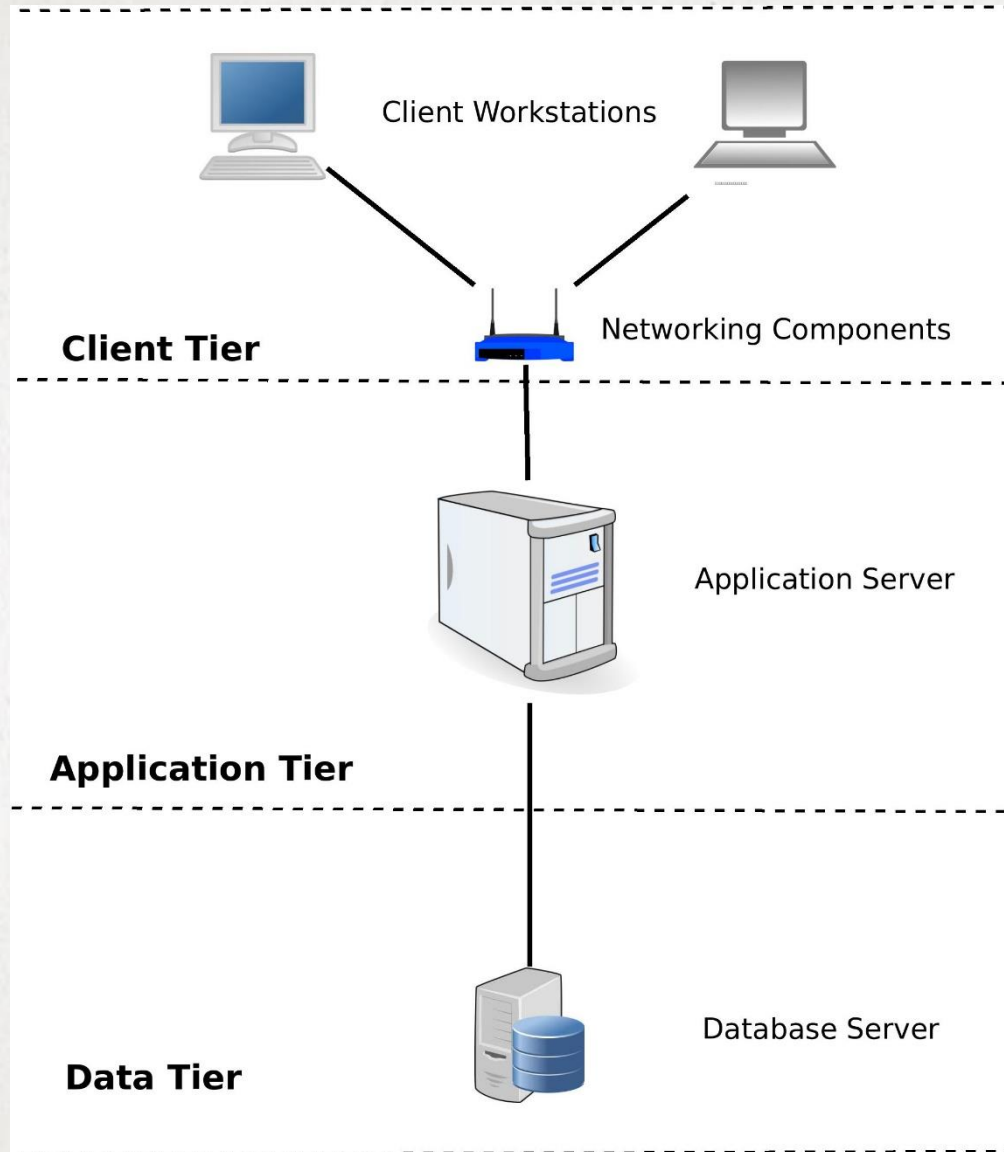 Client Workstations
Networking Components
Client Tier
Application Server
Application Tier
Database Server
Data Tier